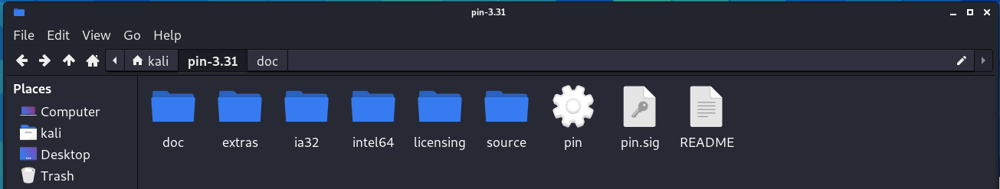 pin-3.31
File Edit View Go Help
kali pin-3.31 doc
Places
Computer
kali
Desktop
Trash
doc extras ia32 intel64 licensing source pin pin.sig README